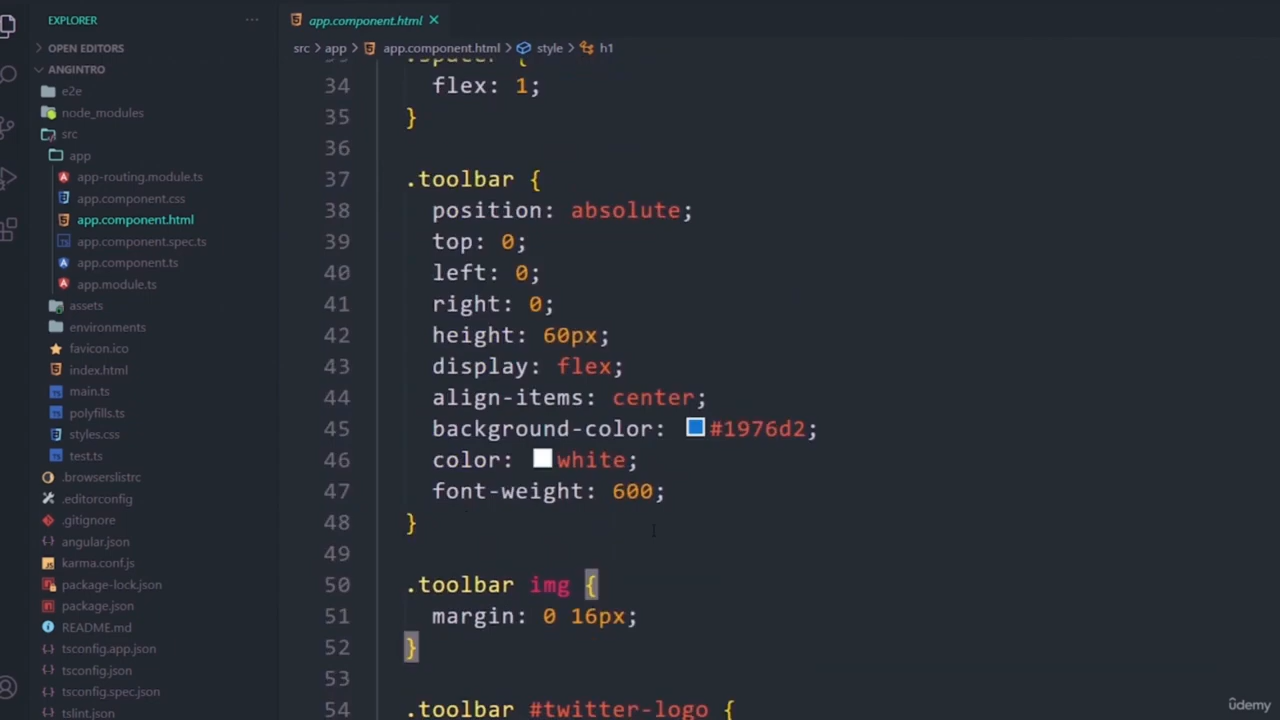 EXPLORER
OPEN EDITORS
ANGINTRO
e2e
node_modules
src
app
app-routing.module.ts
app.component.css
app.component.html
app.component.spec.ts
app.component.ts
app.module.ts
assets
environments
favicon.ico
index.html
main.ts
polyfills.ts
styles.css
test.ts
.browserslistrc
.editorconfig
.gitignore
angular.json
karma.conf.js
package-lock.json
package.json
README.md
tsconfig.app.json
tsconfig.json
tsconfig.spec.json
tslint.json
app.component.html
src > app > app.component.html > style > h1
33 .spacer {
34 flex: 1;
35 }
36
37 .toolbar {
38 position: absolute;
39 top: 0;
40 left: 0;
41 right: 0;
42 height: 60px;
43 display: flex;
44 align-items: center;
45 background-color: #1976d2;
46 color: white;
47 font-weight: 600;
48 }
49
50 .toolbar img {
51 margin: 0 16px;
52 }
53
54 .toolbar #twitter-logo {
ûdemy